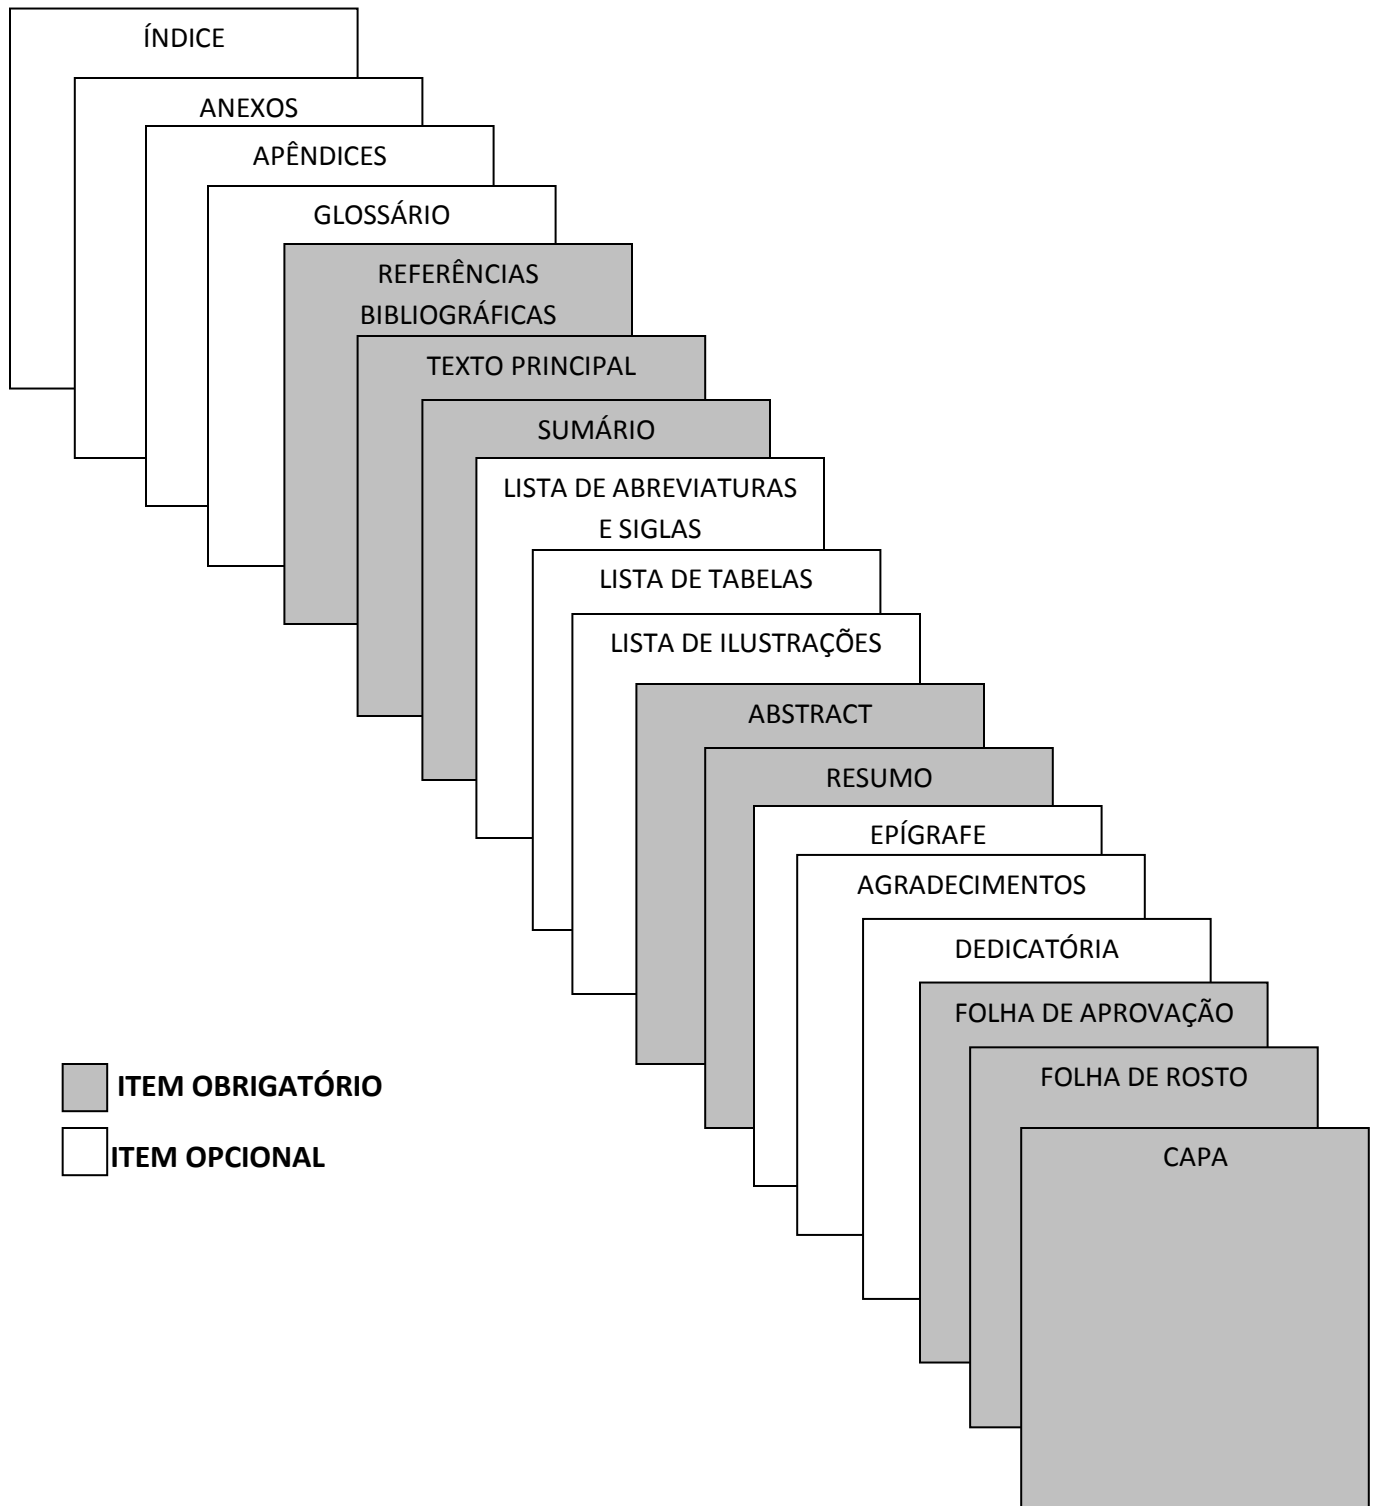 ÍNDICE
ANEXOS
APÊNDICES
GLOSSÁRIO
REFERÊNCIAS
BIBLIOGRÁFICAS
TEXTO PRINCIPAL
SUMÁRIO
LISTA DE ABREVIATURAS
E SIGLAS
LISTA DE TABELAS
LISTA DE ILUSTRAÇÕES
ABSTRACT
RESUMO
EPÍGRAFE
AGRADECIMENTOS
DEDICATÓRIA
FOLHA DE APROVAÇÃO
FOLHA DE ROSTO
CAPA
ITEM OBRIGATÓRIO
ITEM OPCIONAL